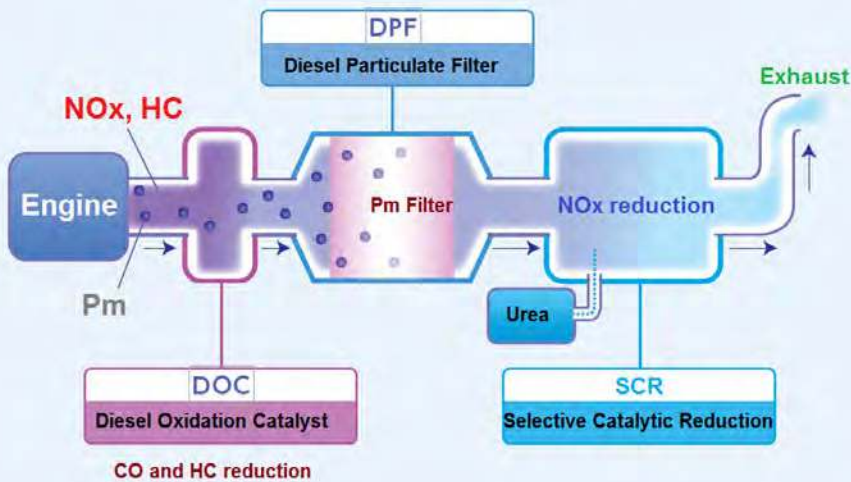 DPF
Diesel Particulate Filter
Exhaust
NOx, HC
Engine
Pm Filter
NOx reduction
Pm
Urea
DOC
Diesel Oxidation Catalyst
SCR
Selective Catalytic Reduction
CO and HC reduction